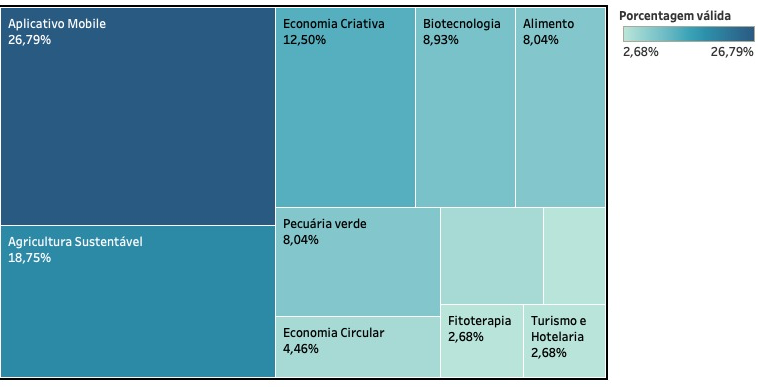 Aplicativo Mobile
26,79%
Agricultura Sustentável
18,75%
Economia Criativa
12,50%
Biotecnologia
8,93%
Alimento
8,04%
Pecuária verde
8,04%
Economia Circular
4,46%
Fitoterapia
2,68%
Turismo e
Hotelaria
2,68%
Porcentagem válida
2,68%
26,79%